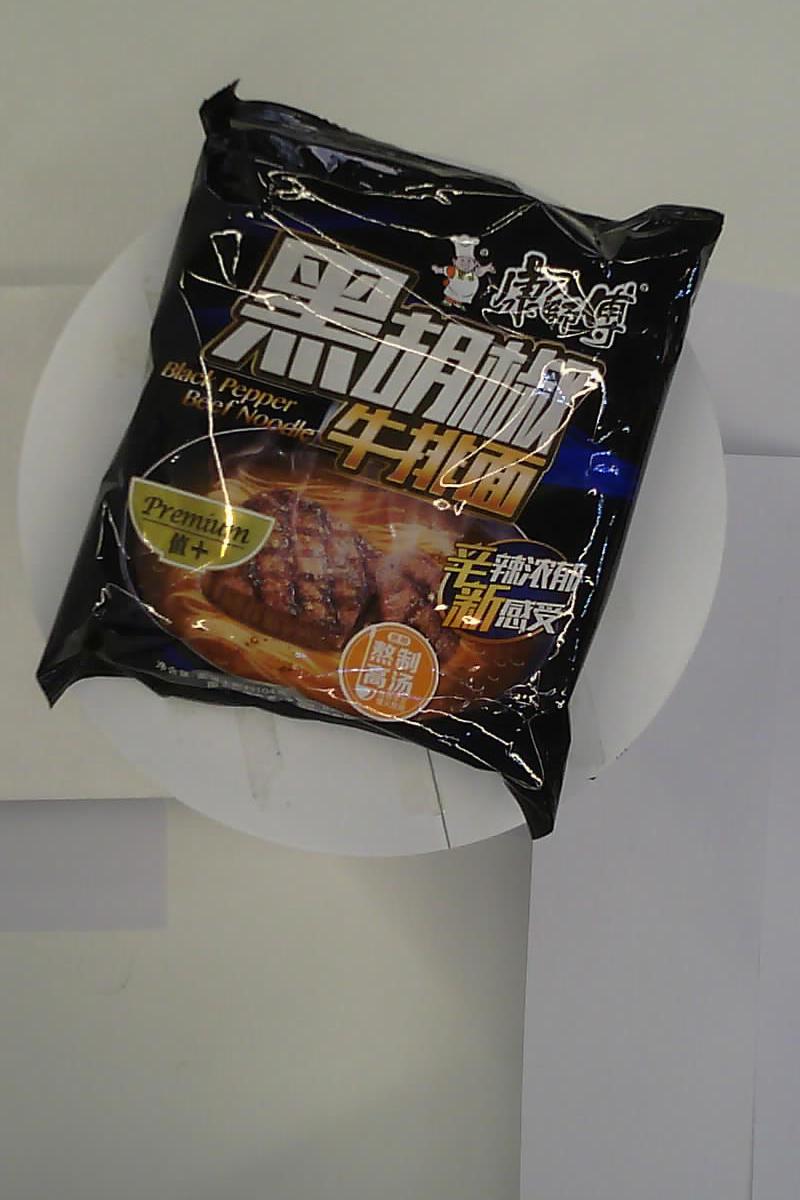 康师傅
黑胡椒
Black Pepper
Beef Noodle
牛排面
Premium
值+
辛辣浓郁
新感受
熬制
高汤